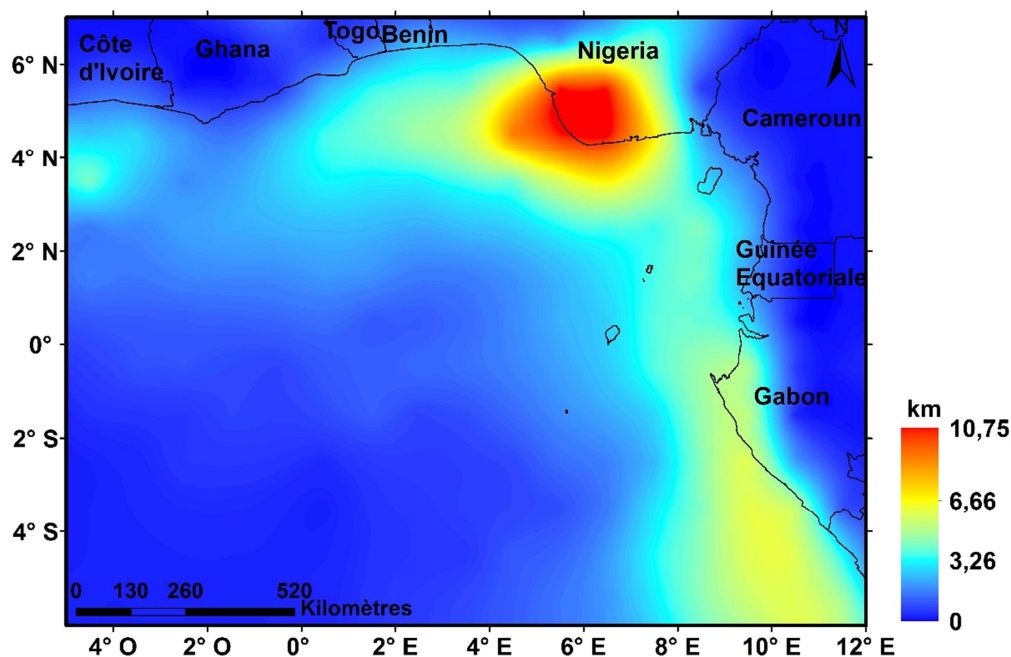 Togo Benin N
Côte Ghana Nigeria
d'Ivoire
6° N
Cameroun
4° N
2° N
Guinée
Equatoriale
0°
Gabon
km
10,75
2° S
6,66
4° S
3,26
0 130 260 520
Kilomètres
0
4° O 2° O 0° 2° E 4° E 6° E 8° E 10° E 12° E